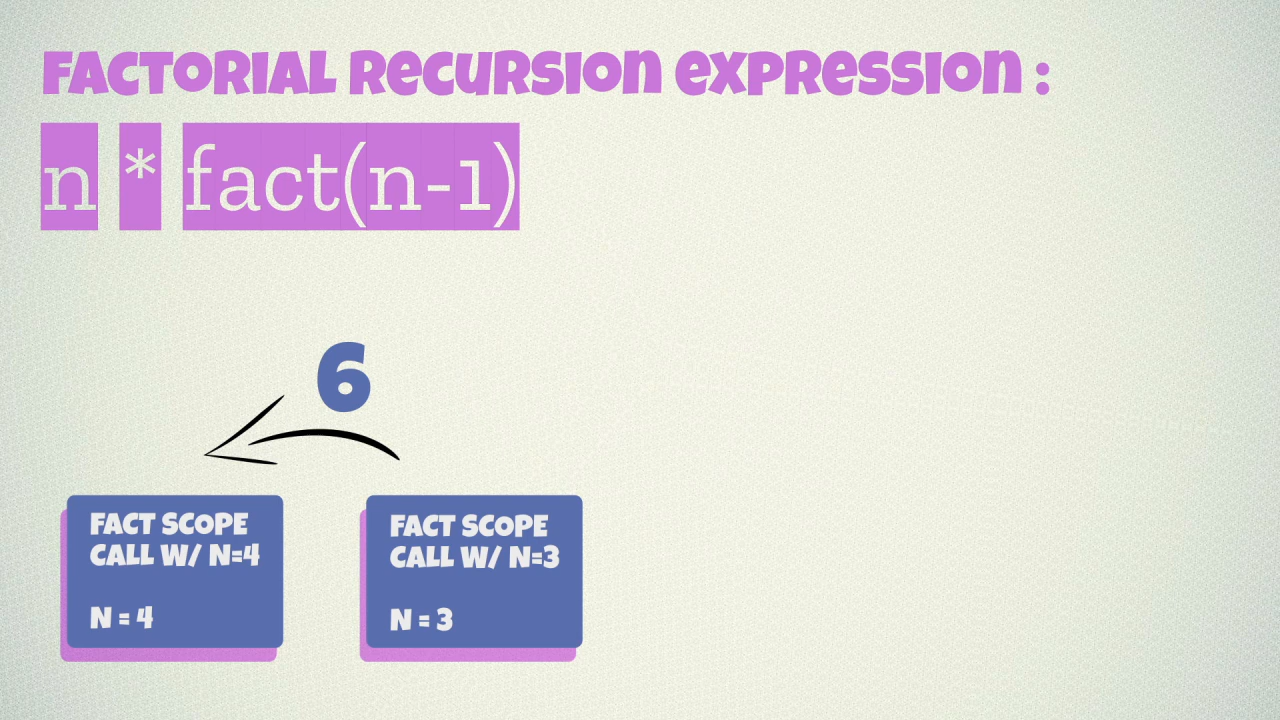 FACTORIAL RECURSION EXPRESSION :
n * fact(n-1)
6
FACT SCOPE
CALL W/ N=4
N = 4
FACT SCOPE
CALL W/ N=3
N = 3